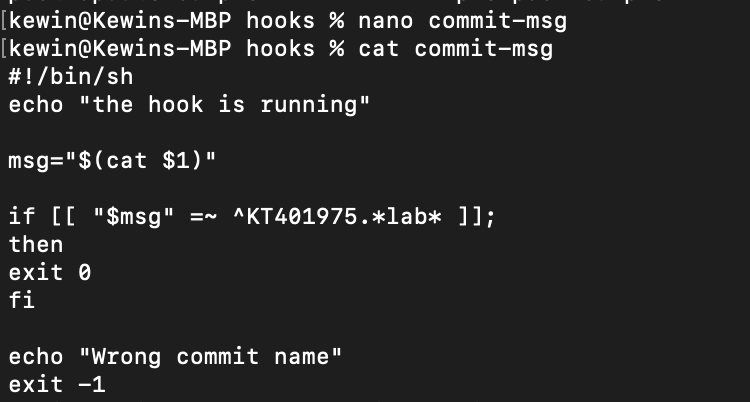 [kewin@Kewins-MBP hooks % nano commit-msg
[kewin@Kewins-MBP hooks % cat commit-msg
#!/bin/sh
echo "the hook is running"
msg="$(cat $1)"
if [[ "$msg" =~ ^KT401975.*lab* ]];
then
exit 0
fi
echo "Wrong commit name"
exit -1